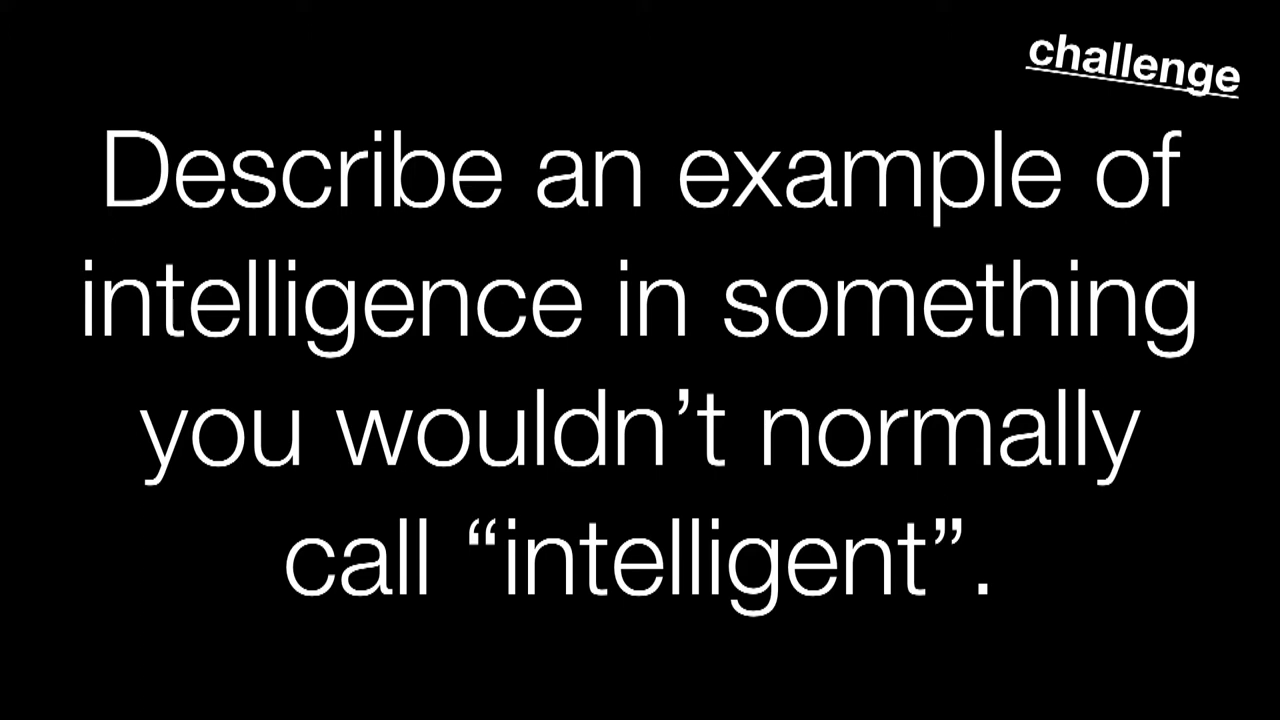 challenge
Describe an example of
intelligence in something
you wouldn’t normally
call “intelligent”.